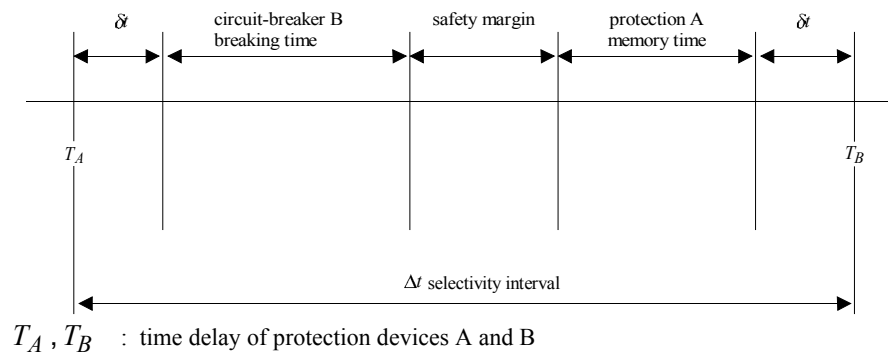 δt
circuit-breaker B
breaking time
safety margin
protection A
memory time
δt
T_A
T_B
Δt selectivity interval
T_A , T_B : time delay of protection devices A and B